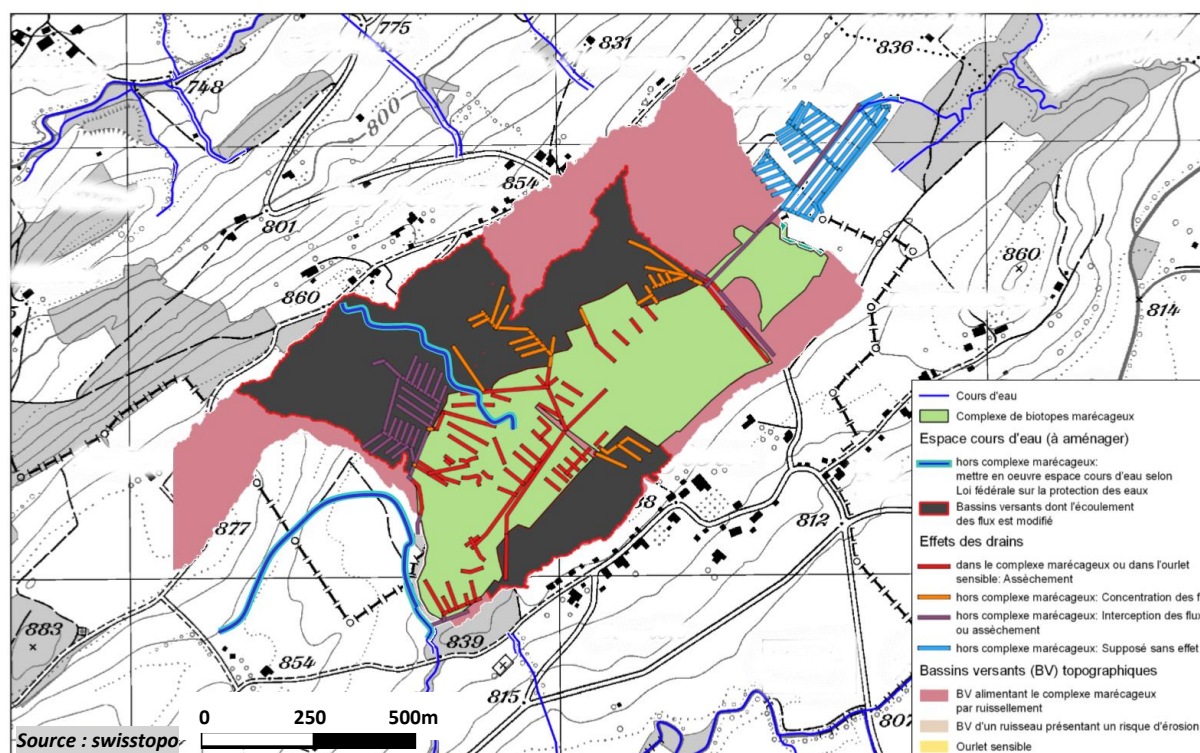 775
831
836
748
800
854
801
860
860
814
877
38
812
883
839
854
815
807
0 250 500m
Source : swisstopo
Cours d'eau
Complexe de biotopes marécageux
Espace cours d'eau (à aménager)
hors complexe marécageux:
mettre en oeuvre espace cours d'eau selon
Loi fédérale sur la protection des eaux
Bassins versants dont l'écoulement
des flux est modifié
Effets des drains
dans le complexe marécageux ou dans l'ourlet
sensible: Assèchement
hors complexe marécageux: Concentration des f
hors complexe marécageux: Interception des flux
ou assèchement
hors complexe marécageux: Supposé sans effet
Bassins versants (BV) topographiques
BV alimentant le complexe marécageux
par ruissellement
BV d'un ruisseau présentant un risque d'érosion
Ourlet sensible